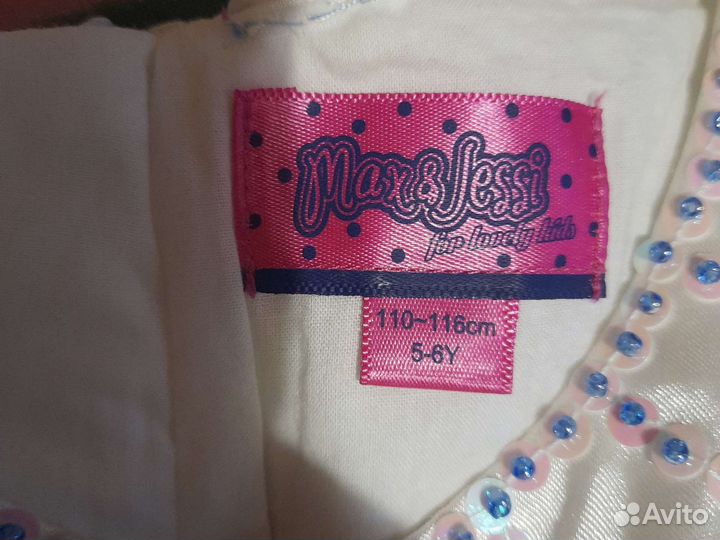 Max&Jessi
for lovely kids
110~116cm
5-6Y
Avito